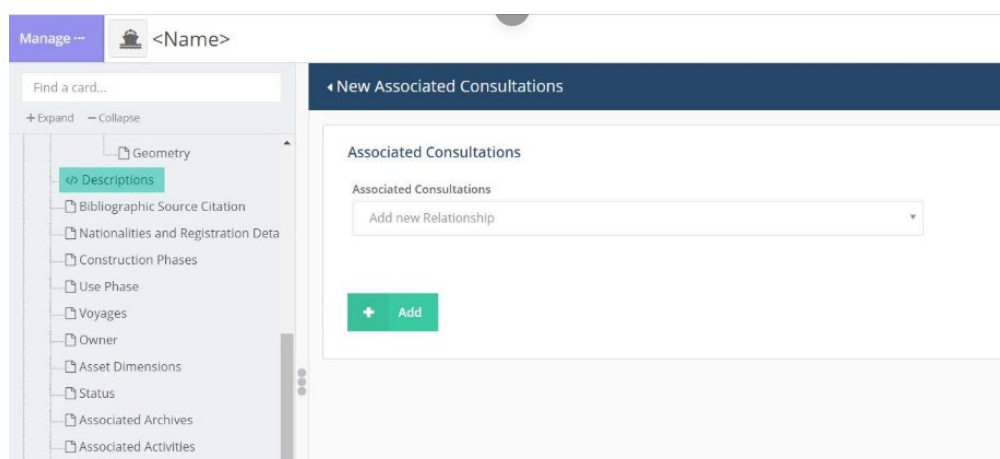 Manage ...
<Name>
Find a card...
+ Expand − Collapse
Geometry
</> Descriptions
Bibliographic Source Citation
Nationalities and Registration Deta
Construction Phases
Use Phase
Voyages
Owner
Asset Dimensions
Status
Associated Archives
Associated Activities
New Associated Consultations
Associated Consultations
Associated Consultations
Add new Relationship
+ Add